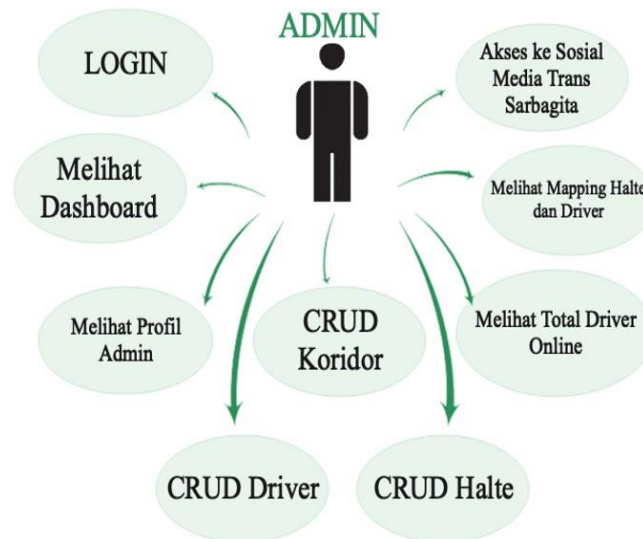 ADMIN
LOGIN
Akses ke Sosial
Media Trans
Sarbagita
Melihat
Dashboard
Melihat Mapping Halte
dan Driver
Melihat Profil
Admin
CRUD
Koridor
Melihat Total Driver
Online
CRUD Driver
CRUD Halte